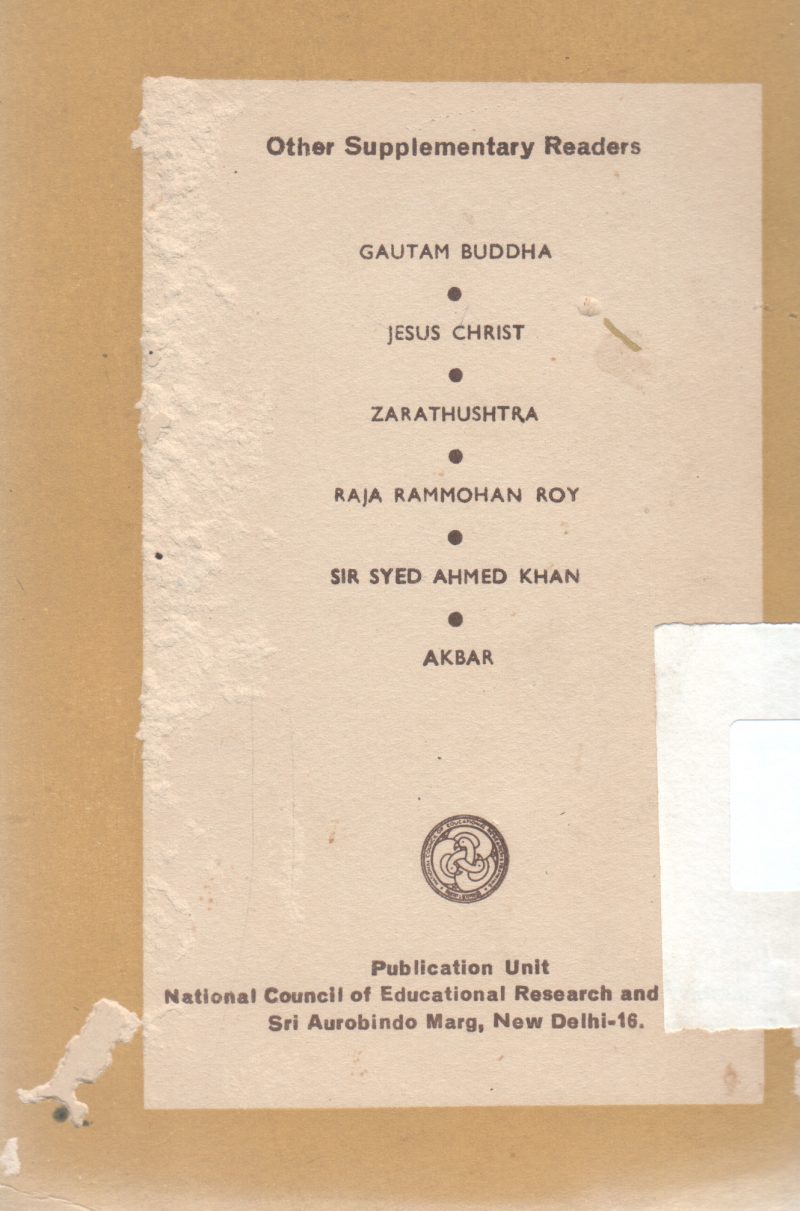 Other Supplementary Readers
GAUTAM BUDDHA
●
JESUS CHRIST
●
ZARATHUSHTRA
●
RAJA RAMMOHAN ROY
●
SIR SYED AHMED KHAN
●
AKBAR
Publication Unit
National Council of Educational Research and
Sri Aurobindo Marg, New Delhi-16.